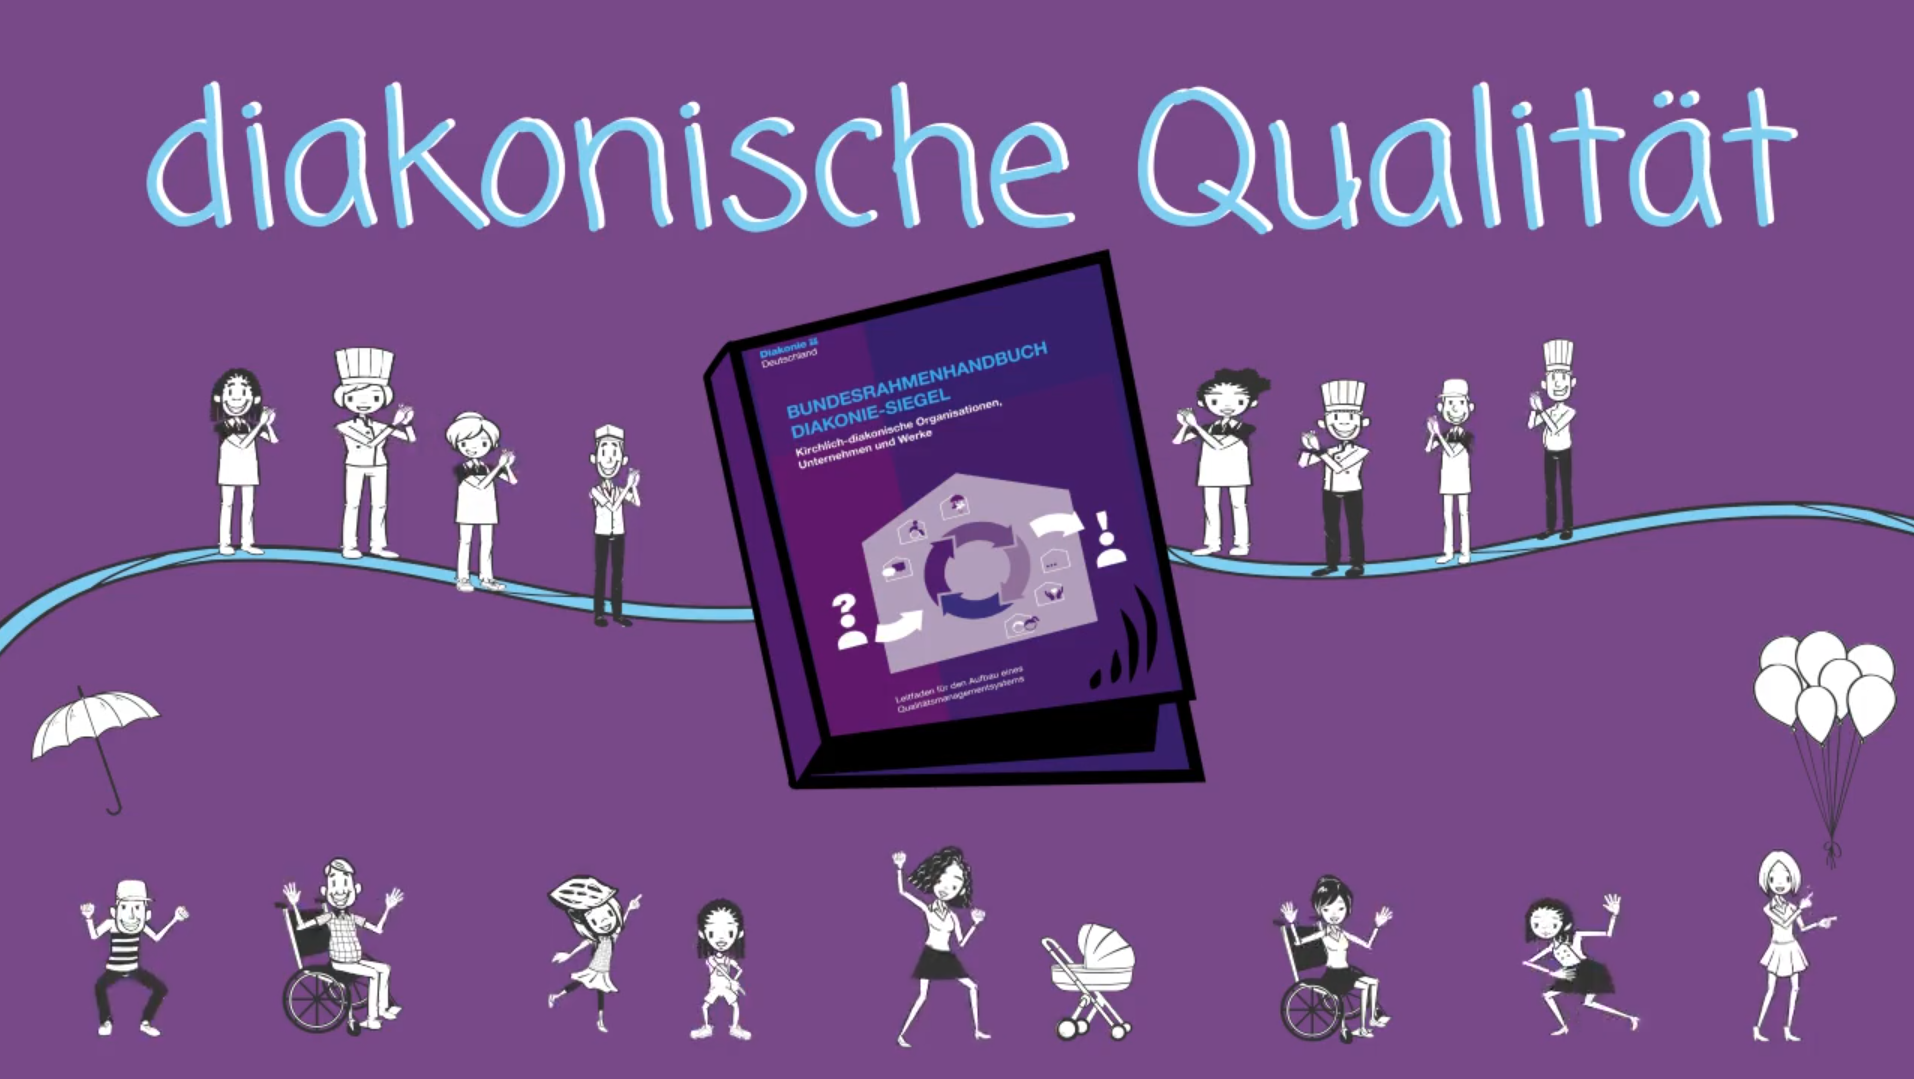 diakonische Qualität
Diakonie
Deutschland
BUNDESRAHMENHANDBUCH
DIAKONIE-SIEGEL
Kirchlich-diakonische Organisationen,
Unternehmen und Werke
?
!
...
Leitfaden für den Aufbau eines
Qualitätsmanagementsystems